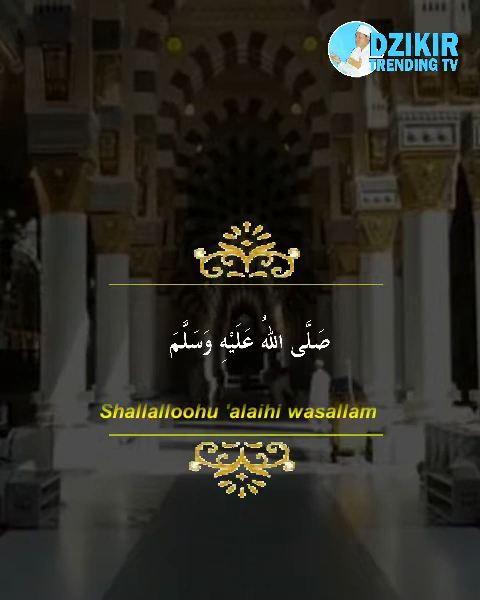 DZIKIR
TRENDING TV
صَلَّى اللهُ عَلَيْهِ وَسَلَّمَ
Shallalloohu 'alaihi wasallam